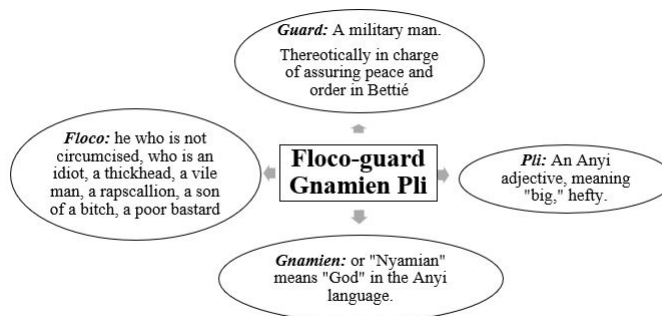 Guard: A military man.
Thereotically in charge
of assuring peace and
order in Bettié
Floco: he who is not
circumcised, who is an
idiot, a thickhead, a vile
man, a rapscallion, a son
of a bitch, a poor bastard
Floco-guard
Gnamien Pli
Pli: An Anyi
adjective, meaning
"big," hefty.
Gnamien: or "Nyamian"
means "God" in the Anyi
language.